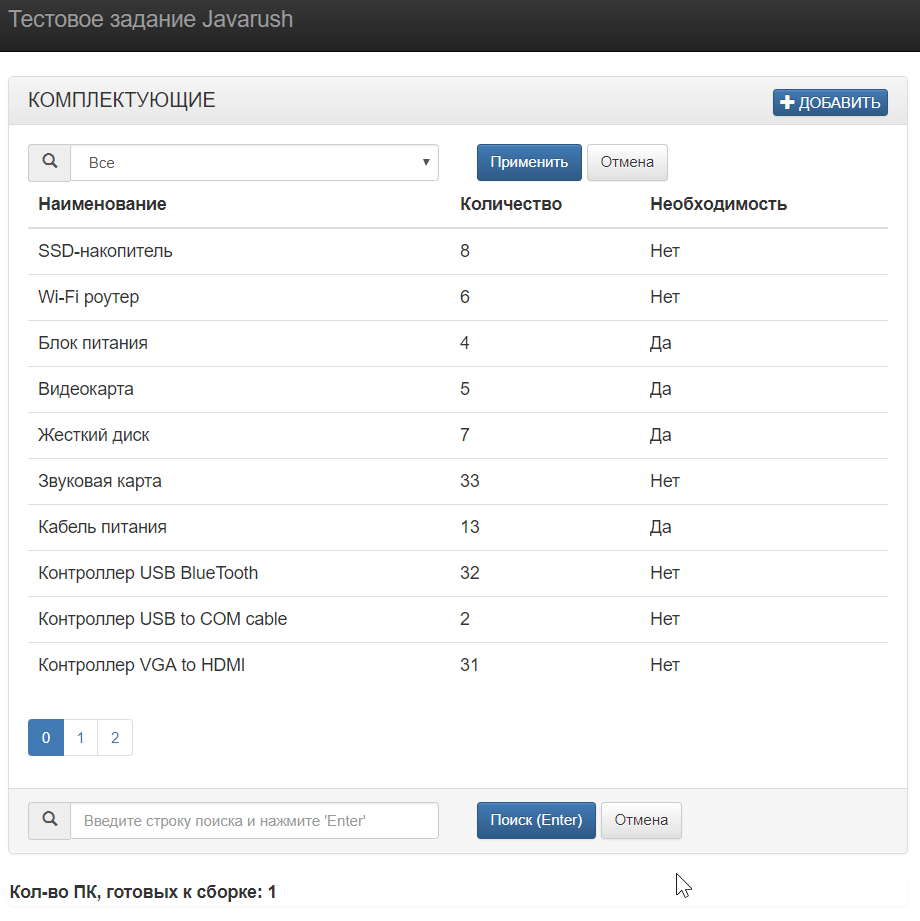 Тестовое задание Javarush
КОМПЛЕКТУЮЩИЕ ДОБАВИТЬ
Все Применить Отмена
Наименование Количество Необходимость
SSD-накопитель 8 Нет
Wi-Fi роутер 6 Нет
Блок питания 4 Да
Видеокарта 5 Да
Жесткий диск 7 Да
Звуковая карта 33 Нет
Кабель питания 13 Да
Контроллер USB BlueTooth 32 Нет
Контроллер USB to COM cable 2 Нет
Контроллер VGA to HDMI 31 Нет
0 1 2
Введите строку поиска и нажмите 'Enter' Поиск (Enter) Отмена
Кол-во ПК, готовых к сборке: 1